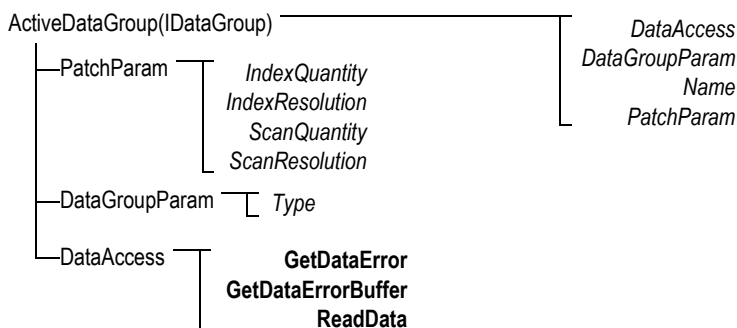 ActiveDataGroup(IDataGroup)
DataAccess
DataGroupParam
Name
PatchParam
PatchParam
IndexQuantity
IndexResolution
ScanQuantity
ScanResolution
DataGroupParam
Type
DataAccess
GetDataError
GetDataErrorBuffer
ReadData